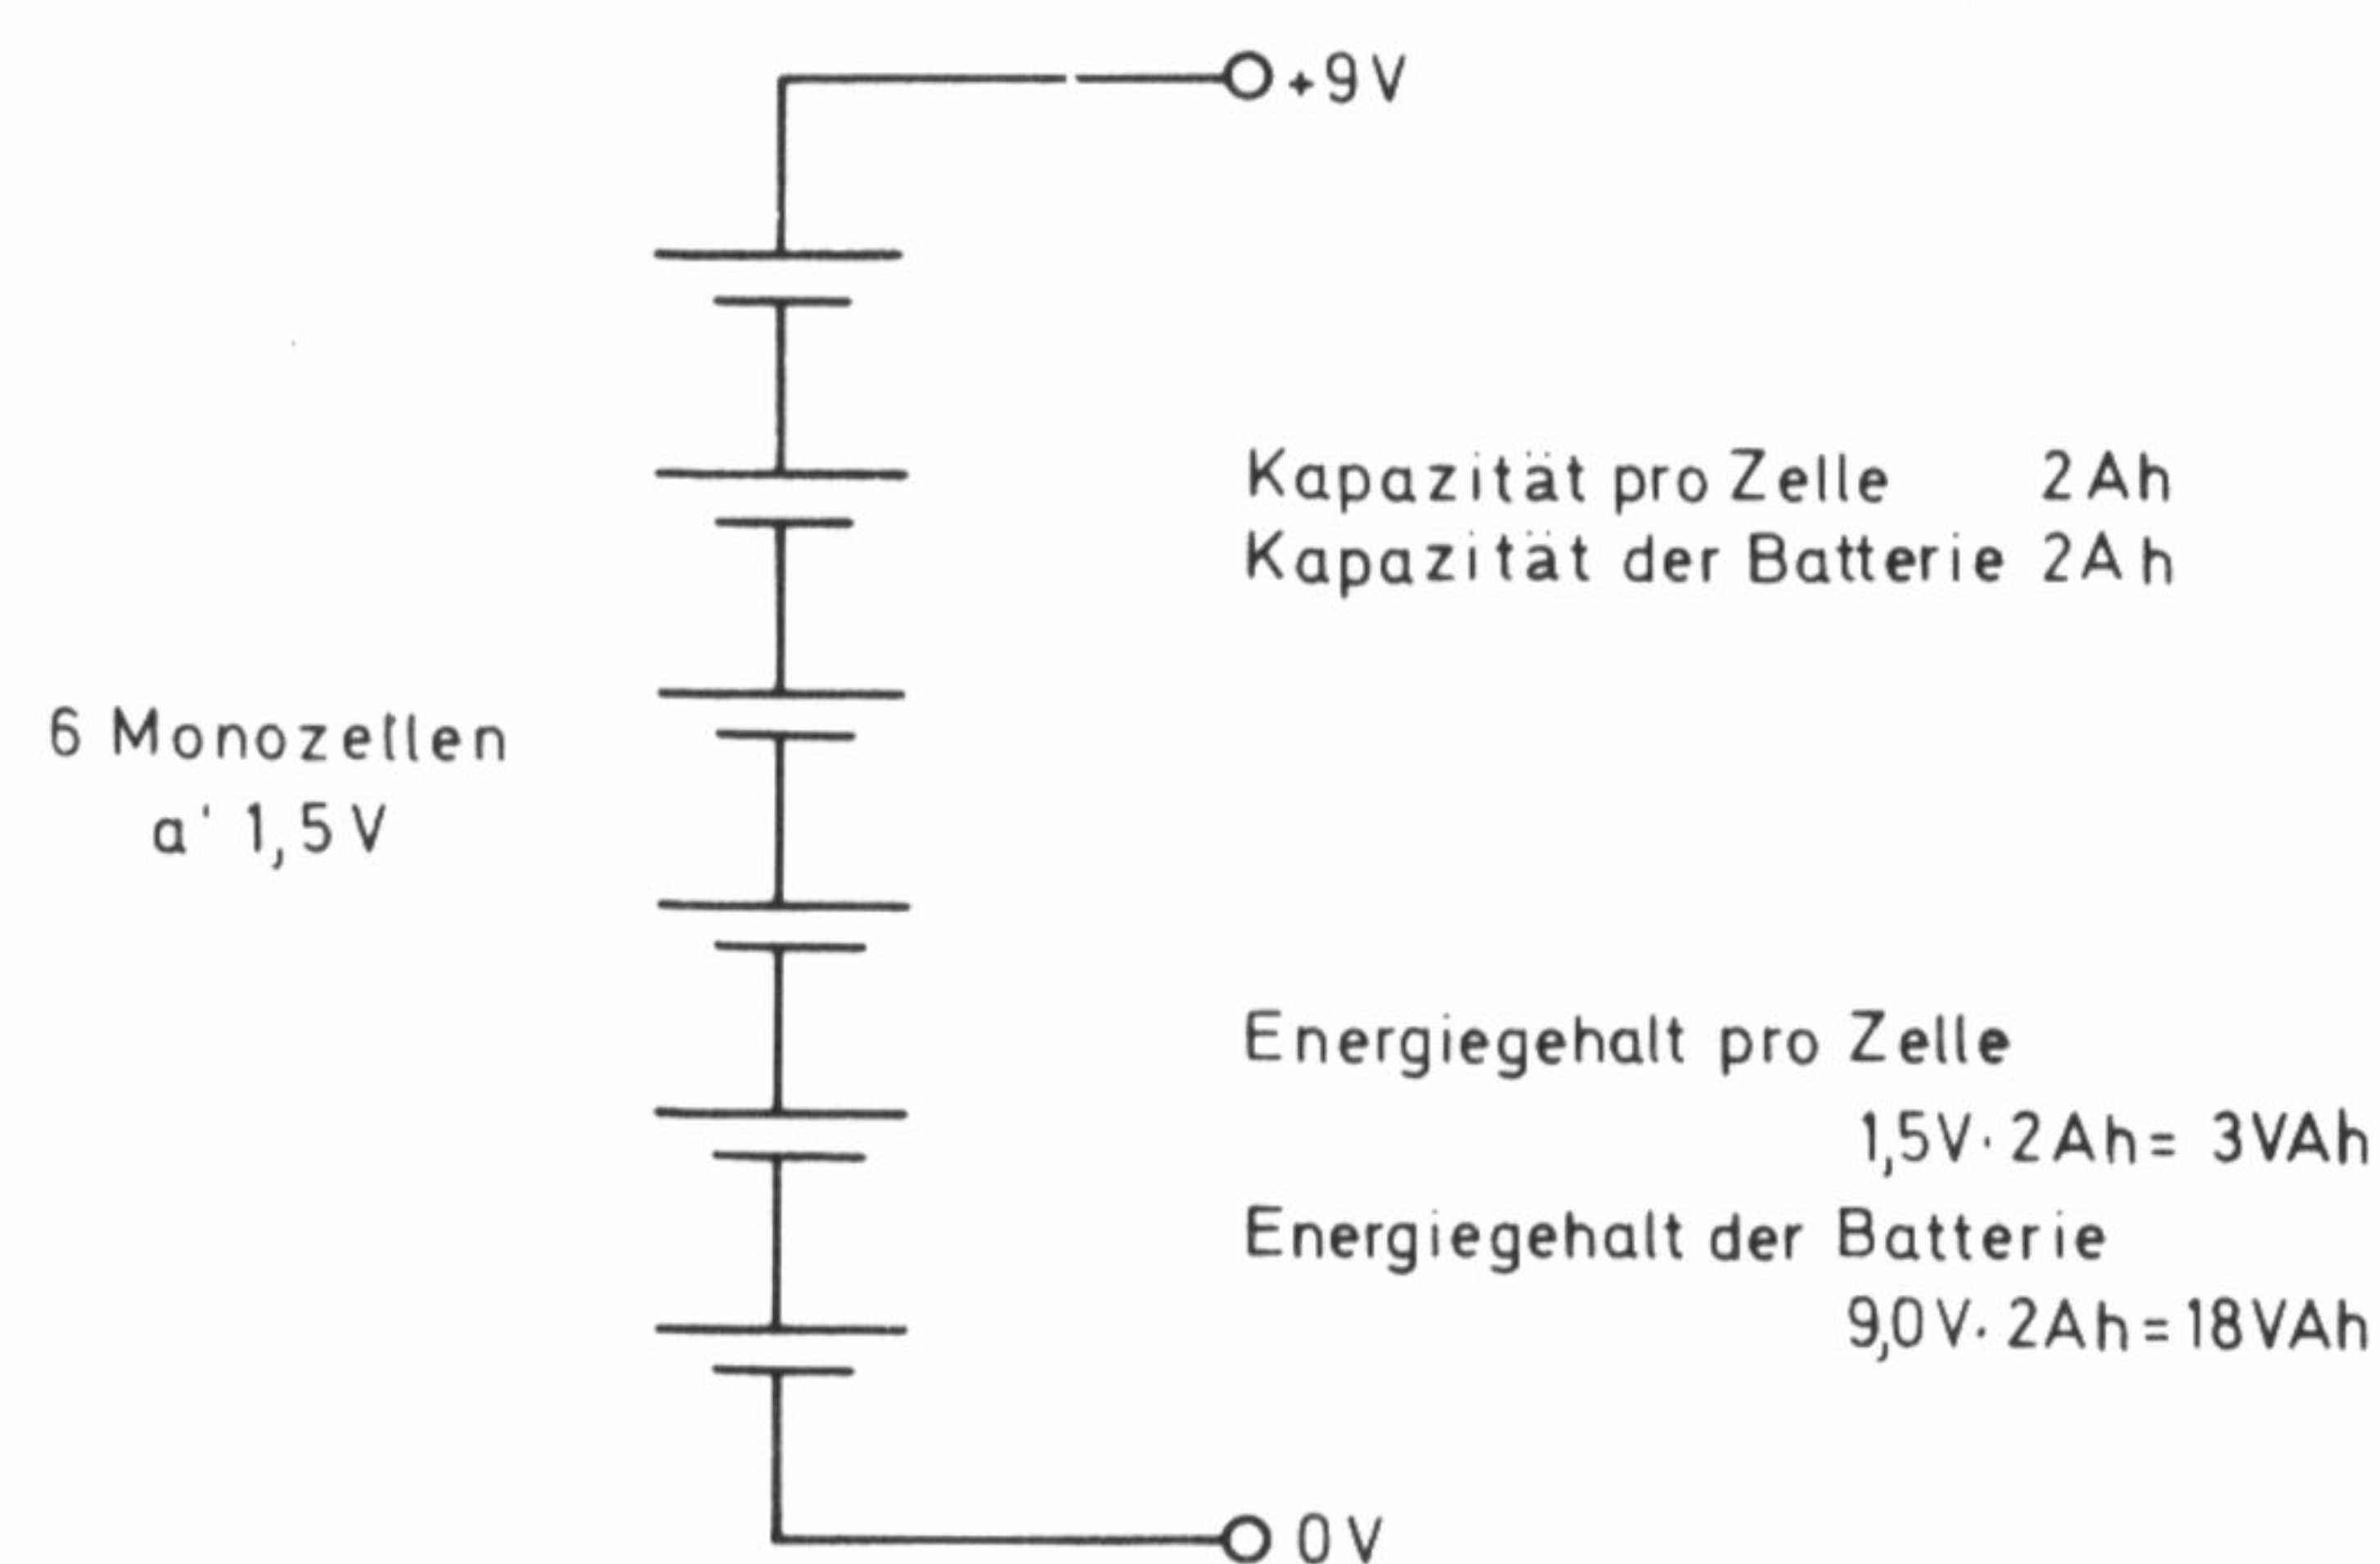 +9V
Kapazität pro Zelle 2Ah
Kapazität der Batterie 2Ah
6 Monozellen
a' 1,5V
Energiegehalt pro Zelle
1,5V· 2Ah= 3VAh
Energiegehalt der Batterie
9,0V· 2Ah=18VAh
0V